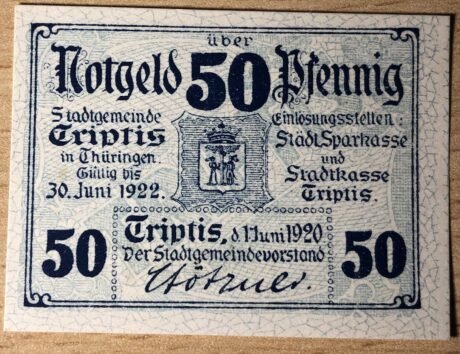 über
Notgeld 50 Pfennig
Stadtgemeinde
Triptis
in Thüringen.
Gültig bis
30. Juni 1922.
Einlösungsstellen:
Städt. Sparkasse
und
Stadtkasse
Triptis.
50
Triptis, d. 1 Juni 1920
Der Stadtgemeindevorstand
50